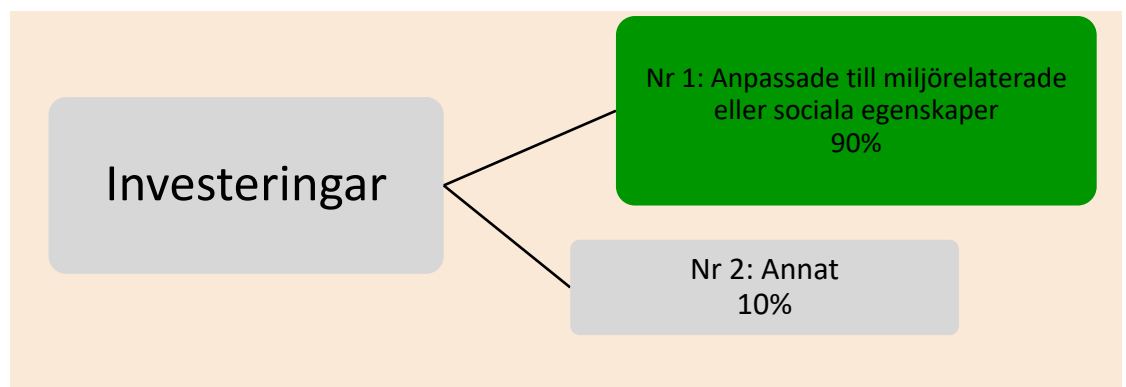 Investeringar
Nr 1: Anpassade till miljörelaterade
eller sociala egenskaper
90%
Nr 2: Annat
10%